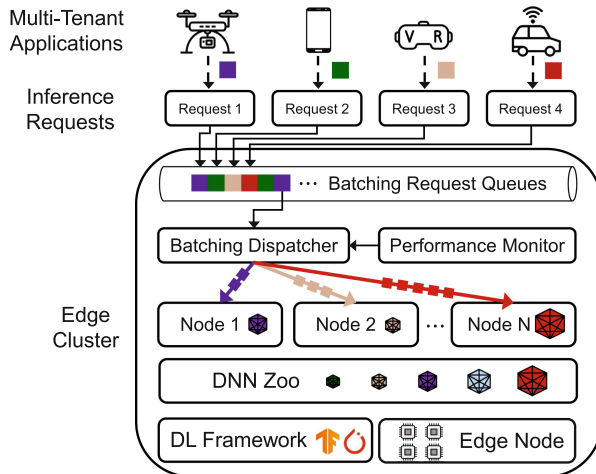 Multi-Tenant
Applications
V R
Inference
Requests
Request 1
Request 2
Request 3
Request 4
... Batching Request Queues
Batching Dispatcher
Performance Monitor
Edge
Cluster
Node 1
Node 2
...
Node N
DNN Zoo
DL Framework
Edge Node